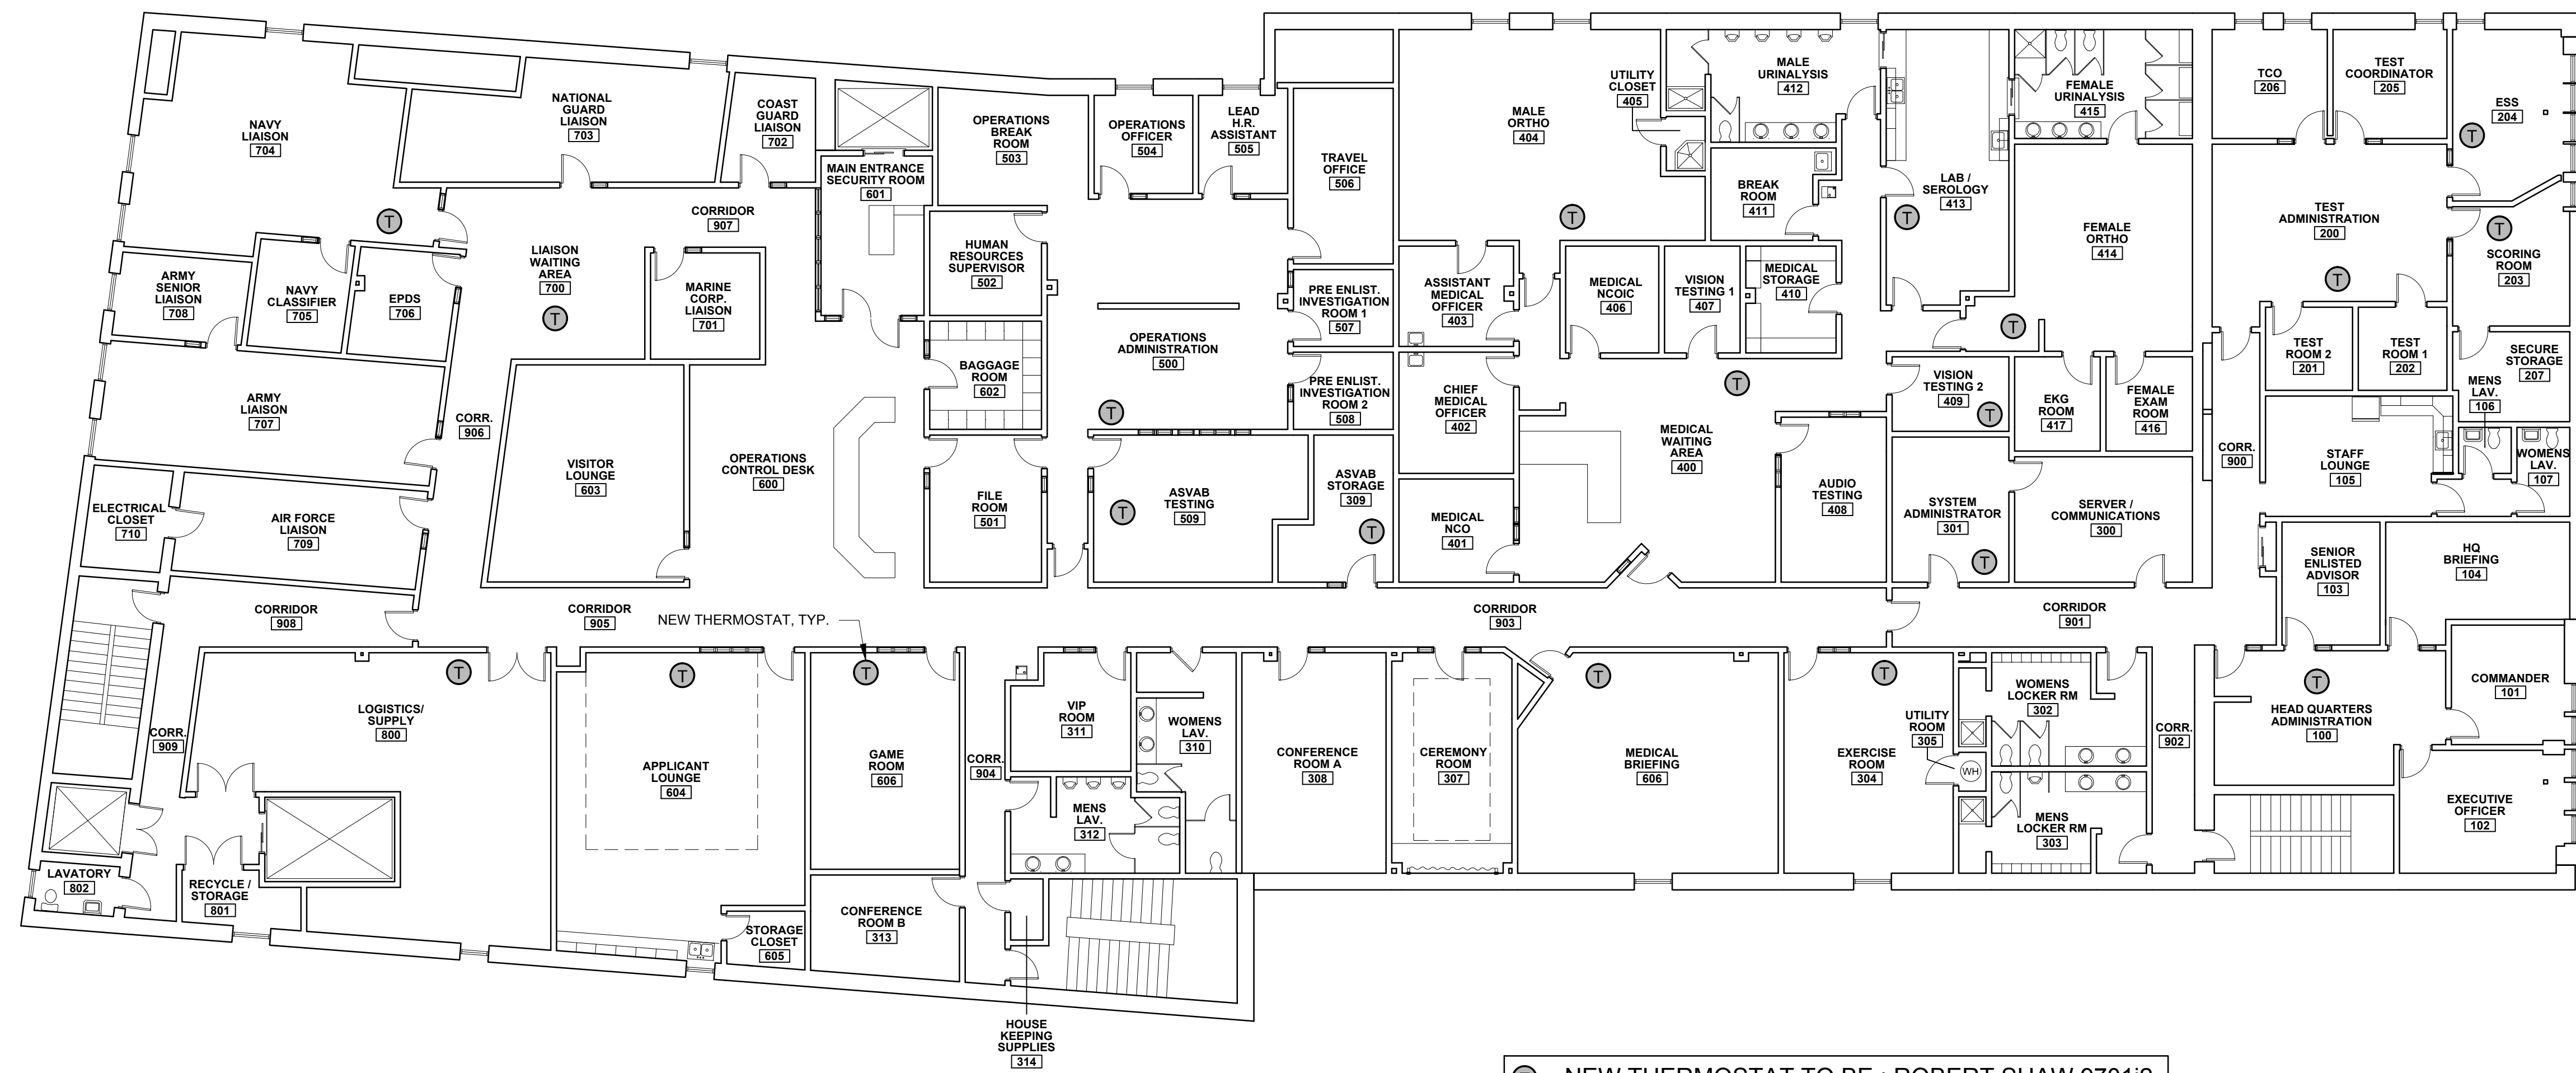 NAVY
LIAISON
704
NATIONAL
GUARD
LIAISON
703
COAST
GUARD
LIAISON
702
MAIN ENTRANCE
SECURITY ROOM
601
OPERATIONS
BREAK
ROOM
503
OPERATIONS
OFFICER
504
LEAD
H.R.
ASSISTANT
505
TRAVEL
OFFICE
506
MALE
ORTHO
404
UTILITY
CLOSET
405
MALE
URINALYSIS
412
BREAK
ROOM
411
LAB /
SEROLOGY
413
FEMALE
URINALYSIS
415
FEMALE
ORTHO
414
TCO
206
TEST
COORDINATOR
205
ESS
204
TEST
ADMINISTRATION
200
SCORING
ROOM
203
T
T
T
T
T
T
CORRIDOR
907
LIAISON
WAITING
AREA
700
T
MARINE
CORP.
LIAISON
701
HUMAN
RESOURCES
SUPERVISOR
502
ARMY
SENIOR
LIAISON
708
NAVY
CLASSIFIER
705
EPDS
706
PRE ENLIST.
INVESTIGATION
ROOM 1
507
ASSISTANT
MEDICAL
OFFICER
403
MEDICAL
NCOIC
406
VISION
TESTING 1
407
MEDICAL
STORAGE
410
T
OPERATIONS
ADMINISTRATION
500
BAGGAGE
ROOM
602
PRE ENLIST.
INVESTIGATION
ROOM 2
508
CHIEF
MEDICAL
OFFICER
402
T
T
VISION
TESTING 2
409
T
EKG
ROOM
417
FEMALE
EXAM
ROOM
416
TEST
ROOM 2
201
TEST
ROOM 1
202
SECURE
STORAGE
207
MENS
LAV.
106
ARMY
LIAISON
707
CORR.
906
VISITOR
LOUNGE
603
OPERATIONS
CONTROL DESK
600
FILE
ROOM
501
ASVAB
TESTING
509
T
ASVAB
STORAGE
309
T
MEDICAL
NCO
401
MEDICAL
WAITING
AREA
400
AUDIO
TESTING
408
SYSTEM
ADMINISTRATOR
301
T
SERVER /
COMMUNICATIONS
300
CORR.
900
STAFF
LOUNGE
105
WOMENS
LAV.
107
ELECTRICAL
CLOSET
710
AIR FORCE
LIAISON
709
SENIOR
ENLISTED
ADVISOR
103
HQ
BRIEFING
104
CORRIDOR
908
CORRIDOR
905
NEW THERMOSTAT, TYP.
CORRIDOR
903
CORRIDOR
901
T
T
T
T
T
T
LOGISTICS/
SUPPLY
800
CORR.
909
APPLICANT
LOUNGE
604
GAME
ROOM
606
CORR.
904
VIP
ROOM
311
WOMENS
LAV.
310
MENS
LAV.
312
CONFERENCE
ROOM A
308
CEREMONY
ROOM
307
MEDICAL
BRIEFING
606
EXERCISE
ROOM
304
UTILITY
ROOM
305
WH
WOMENS
LOCKER RM
302
MENS
LOCKER RM
303
CORR.
902
HEAD QUARTERS
ADMINISTRATION
100
COMMANDER
101
EXECUTIVE
OFFICER
102
LAVATORY
802
RECYCLE /
STORAGE
801
STORAGE
CLOSET
605
CONFERENCE
ROOM B
313
HOUSE
KEEPING
SUPPLIES
314
NEW THERMOSTAT TO BE : ROBERT SHAW 9701i2